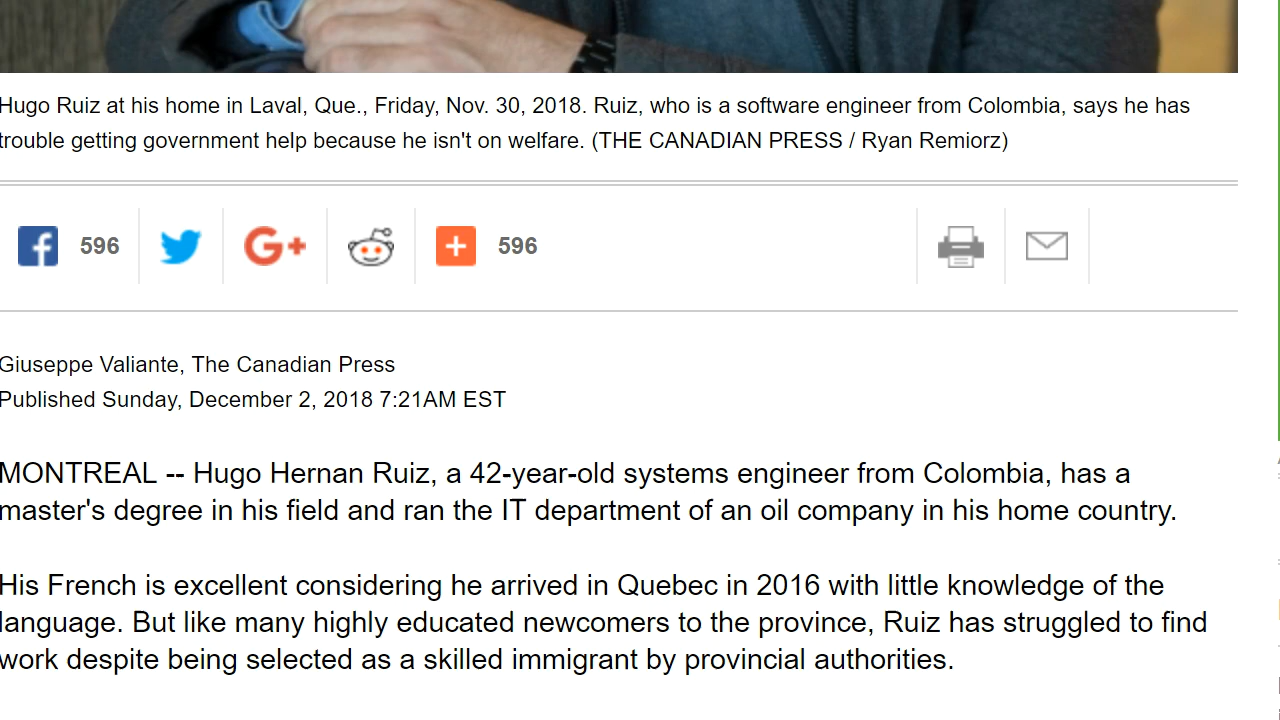 Hugo Ruiz at his home in Laval, Que., Friday, Nov. 30, 2018. Ruiz, who is a software engineer from Colombia, says he has
trouble getting government help because he isn't on welfare. (THE CANADIAN PRESS / Ryan Remiorz)
596
596
Giuseppe Valiante, The Canadian Press
Published Sunday, December 2, 2018 7:21AM EST
MONTREAL -- Hugo Hernan Ruiz, a 42-year-old systems engineer from Colombia, has a
master's degree in his field and ran the IT department of an oil company in his home country.
His French is excellent considering he arrived in Quebec in 2016 with little knowledge of the
language. But like many highly educated newcomers to the province, Ruiz has struggled to find
work despite being selected as a skilled immigrant by provincial authorities.